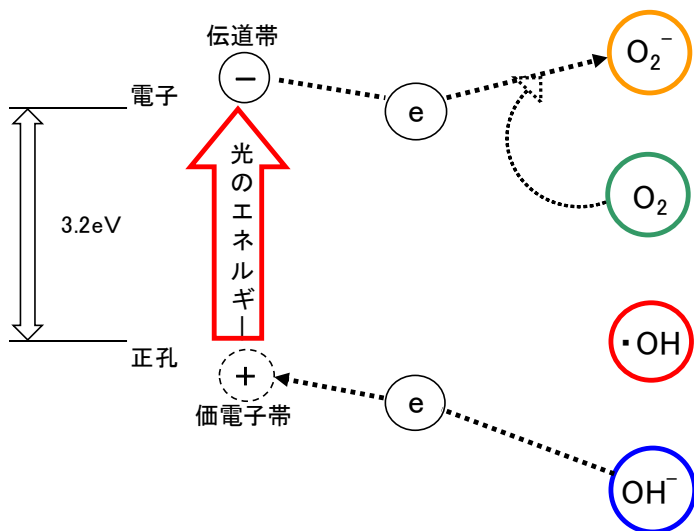 伝道帯
−
電子
e
O₂⁻
光のエネルギー
3.2eV
O₂
・OH
正孔
+
価電子帯
e
OH⁻